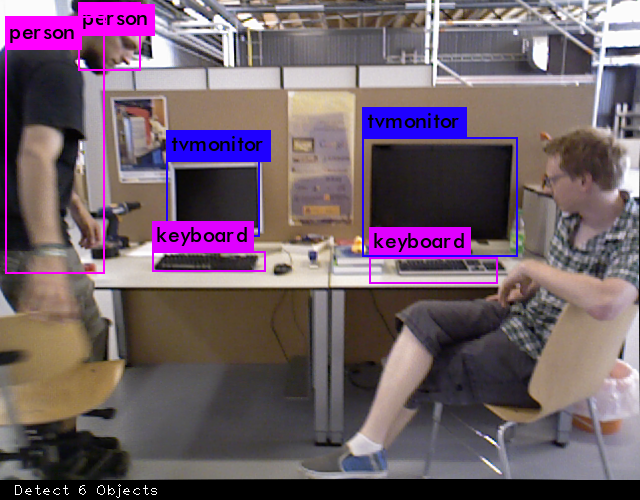 person
person
tvmonitor
tvmonitor
keyboard
keyboard
Detect 6 Objects